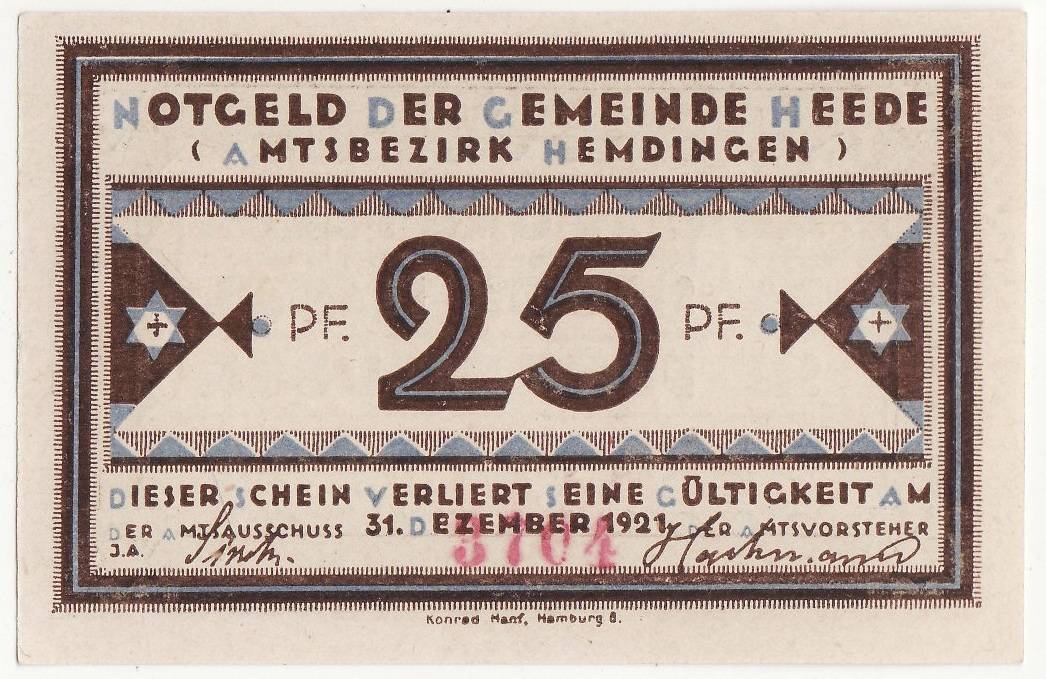 NOTGELD DER GEMEINDE HEEDE
( AMTSBEZIRK HEMDINGEN )
PF. 25 PF.
DIESER SCHEIN VERLIERT SEINE GÜLTIGKEIT AM
DER AMTSAUSSCHUSS 31. DEZEMBER 1921 DER AMTSVORSTEHER
J.A.
3704
Konrad Hanf, Hamburg 8.